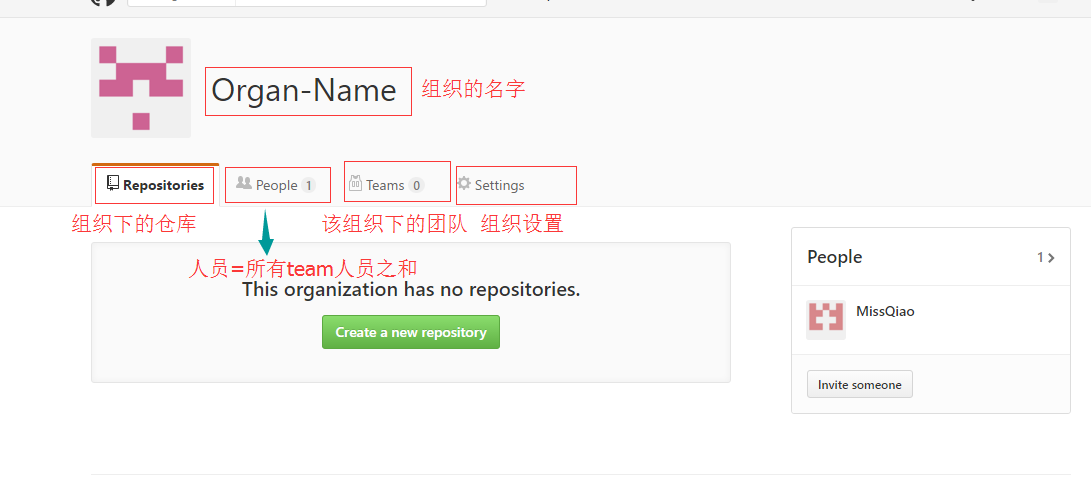 Organ-Name 组织的名字
Repositories People 1 Teams 0 Settings
组织下的仓库 该组织下的团队 组织设置
人员=所有team人员之和
This organization has no repositories.
Create a new repository
People 1
MissQiao
Invite someone